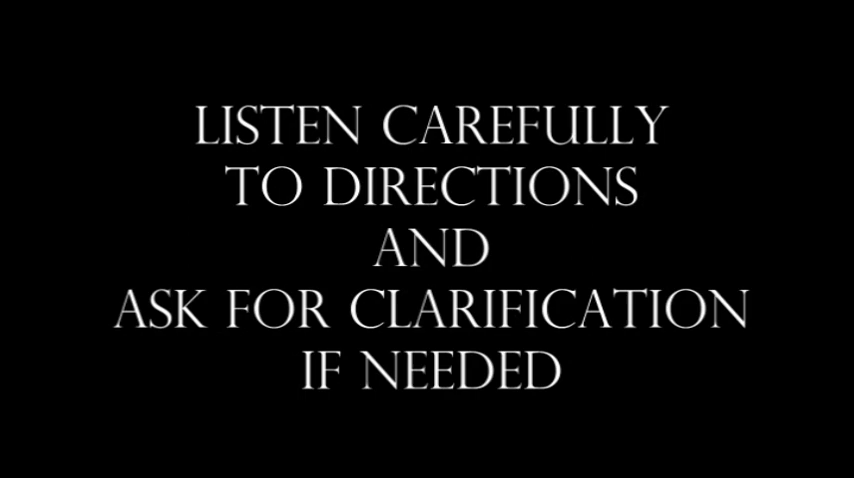 LISTEN CAREFULLY
TO DIRECTIONS
AND
ASK FOR CLARIFICATION
IF NEEDED